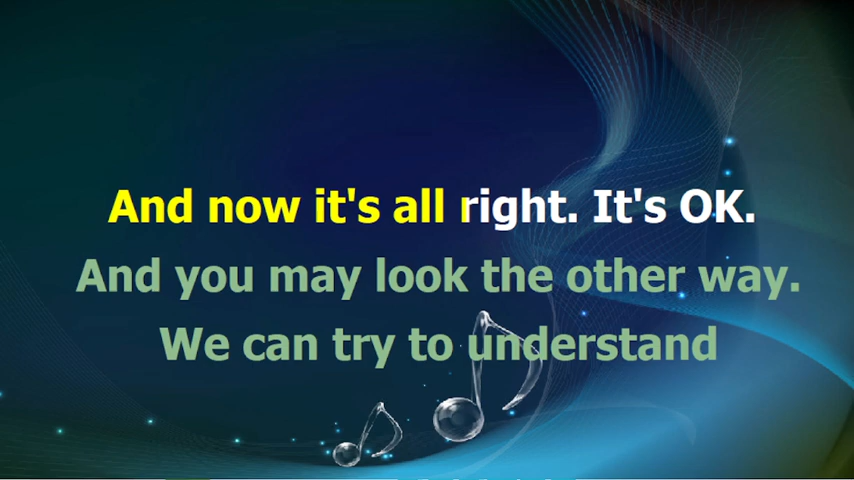 And now it's all right. It's OK.
And you may look the other way.
We can try to understand